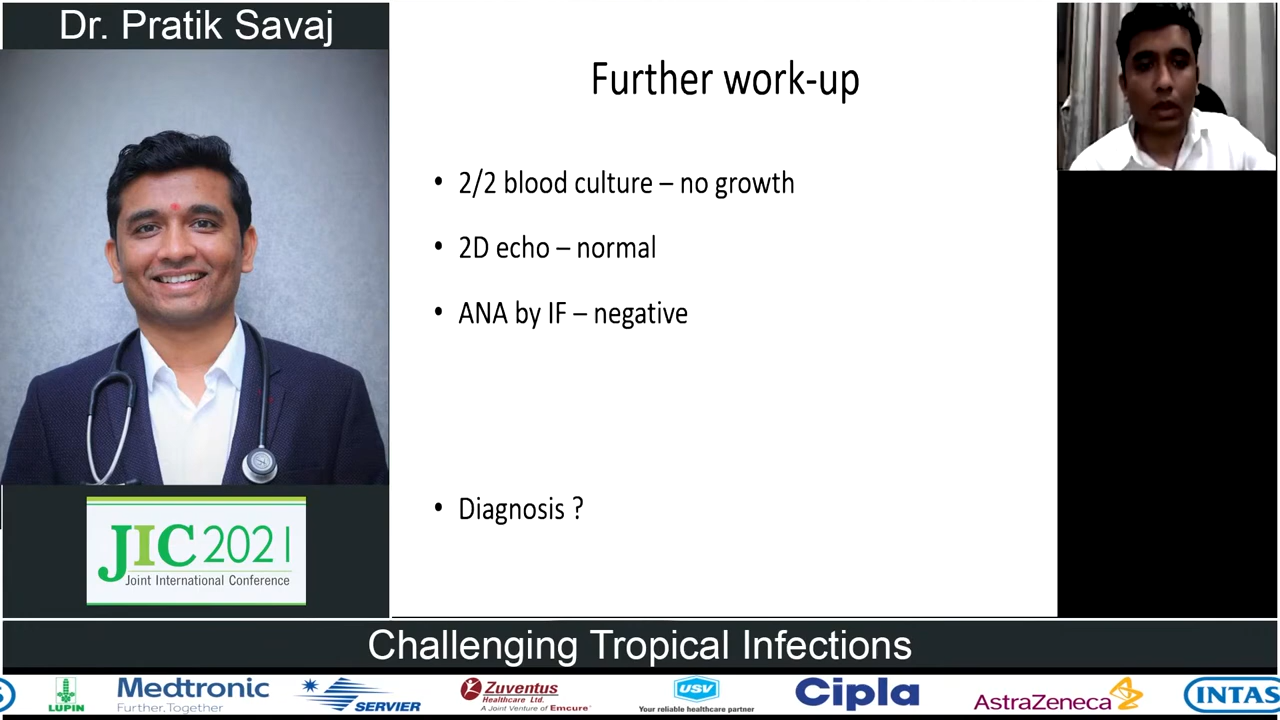 Dr. Pratik Savaj
Further work-up
• 2/2 blood culture – no growth
• 2D echo – normal
• ANA by IF – negative
• Diagnosis ?
JIC 2021
Joint International Conference
Challenging Tropical Infections
LUPIN
Medtronic
Further,Together
SERVIER
Zuventus
Healthcare Ltd.
A Joint Venture of Emcure
USV
Your reliable healthcare partner
Cipla
AstraZeneca
INTAS